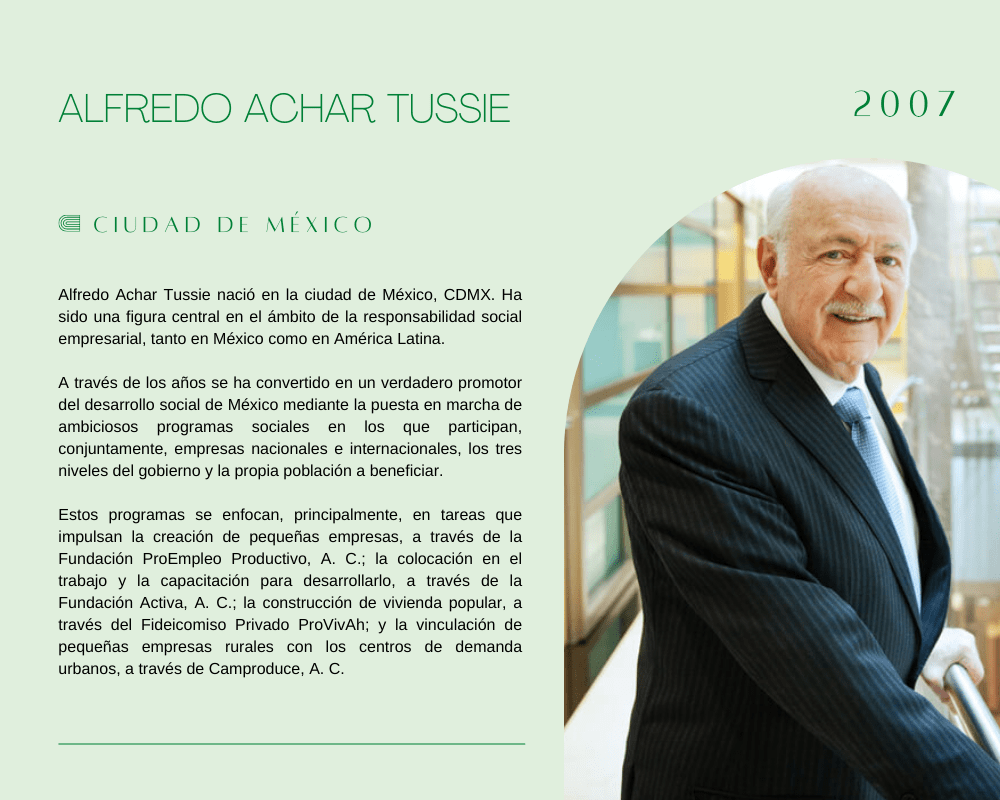 ALFREDO ACHAR TUSSIE
2007
CIUDAD DE MÉXICO
Alfredo Achar Tussie nació en la ciudad de México, CDMX. Ha
sido una figura central en el ámbito de la responsabilidad social
empresarial, tanto en México como en América Latina.
A través de los años se ha convertido en un verdadero promotor
del desarrollo social de México mediante la puesta en marcha de
ambiciosos programas sociales en los que participan,
conjuntamente, empresas nacionales e internacionales, los tres
niveles del gobierno y la propia población a beneficiar.
Estos programas se enfocan, principalmente, en tareas que
impulsan la creación de pequeñas empresas, a través de la
Fundación ProEmpleo Productivo, A. C.; la colocación en el
trabajo y la capacitación para desarrollarlo, a través de la
Fundación Activa, A. C.; la construcción de vivienda popular, a
través del Fideicomiso Privado ProVivAh; y la vinculación de
pequeñas empresas rurales con los centros de demanda
urbanos, a través de Camproduce, A. C.